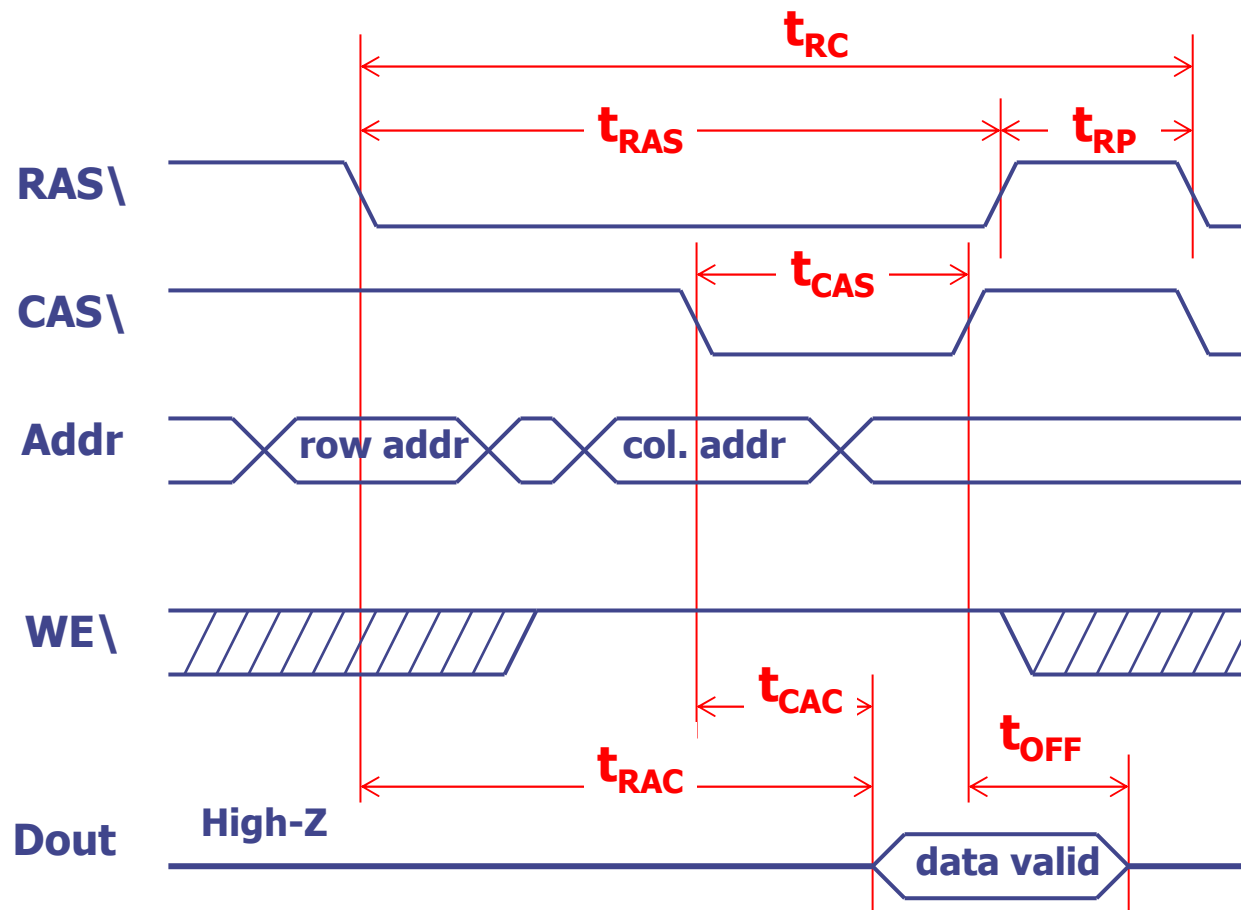 tRC
tRAS
tRP
RAS\
tCAS
CAS\
Addr
row addr
col. addr
WE\
tCAC
tOFF
tRAC
High-Z
Dout
data valid